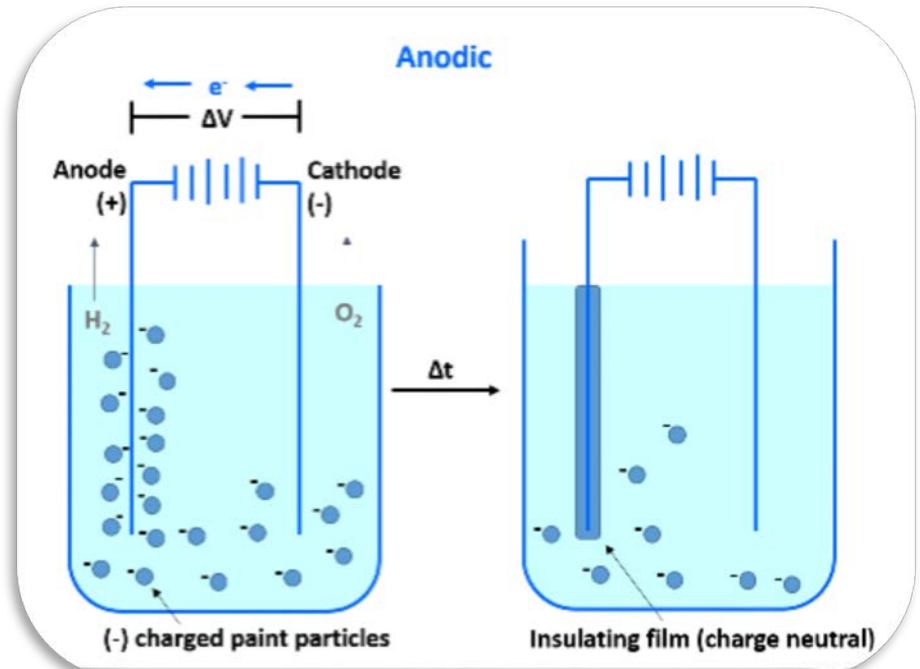 Anodic
e⁻
ΔV
Anode
(+)
Cathode
(-)
H₂
O₂
Δt
(-) charged paint particles
Insulating film (charge neutral)